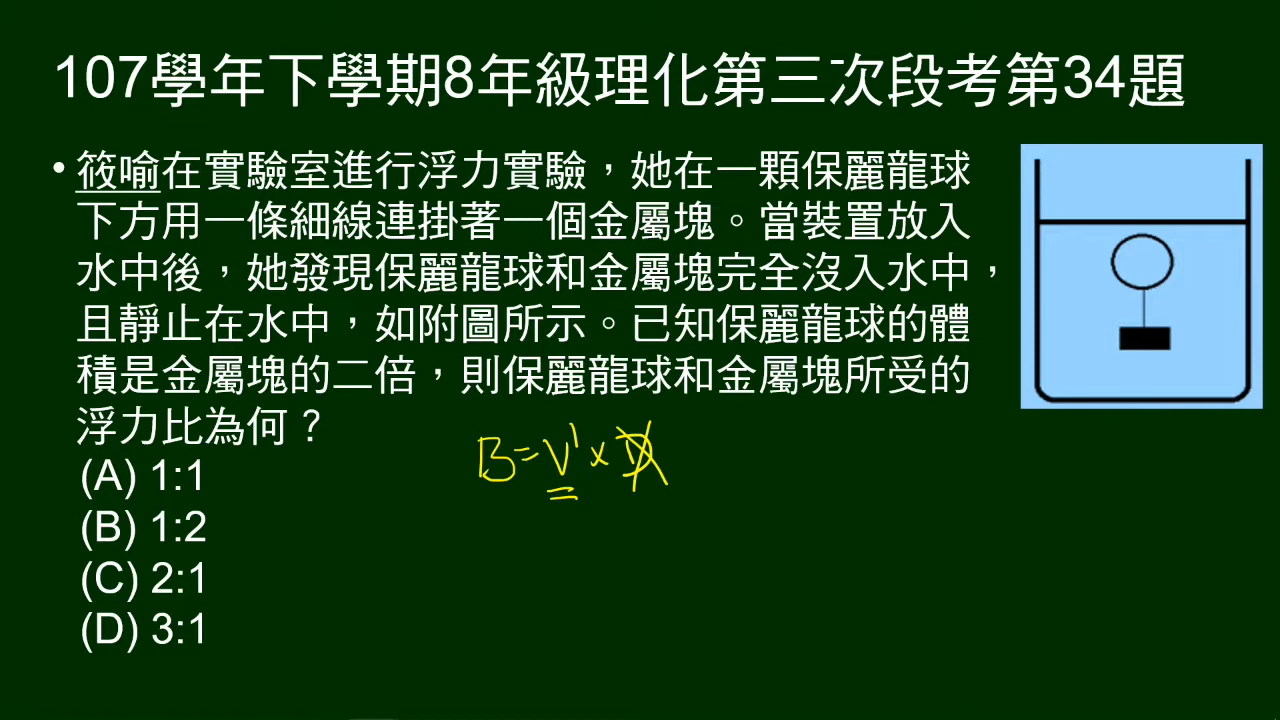 107學年下學期8年級理化第三次段考第34題
• 筱喻在實驗室進行浮力實驗，她在一顆保麗龍球
下方用一條細線連掛著一個金屬塊。當裝置放入
水中後，她發現保麗龍球和金屬塊完全沒入水中，
且靜止在水中，如附圖所示。已知保麗龍球的體
積是金屬塊的二倍，則保麗龍球和金屬塊所受的
浮力比為何？
B=V'×D
(A) 1:1
(B) 1:2
(C) 2:1
(D) 3:1